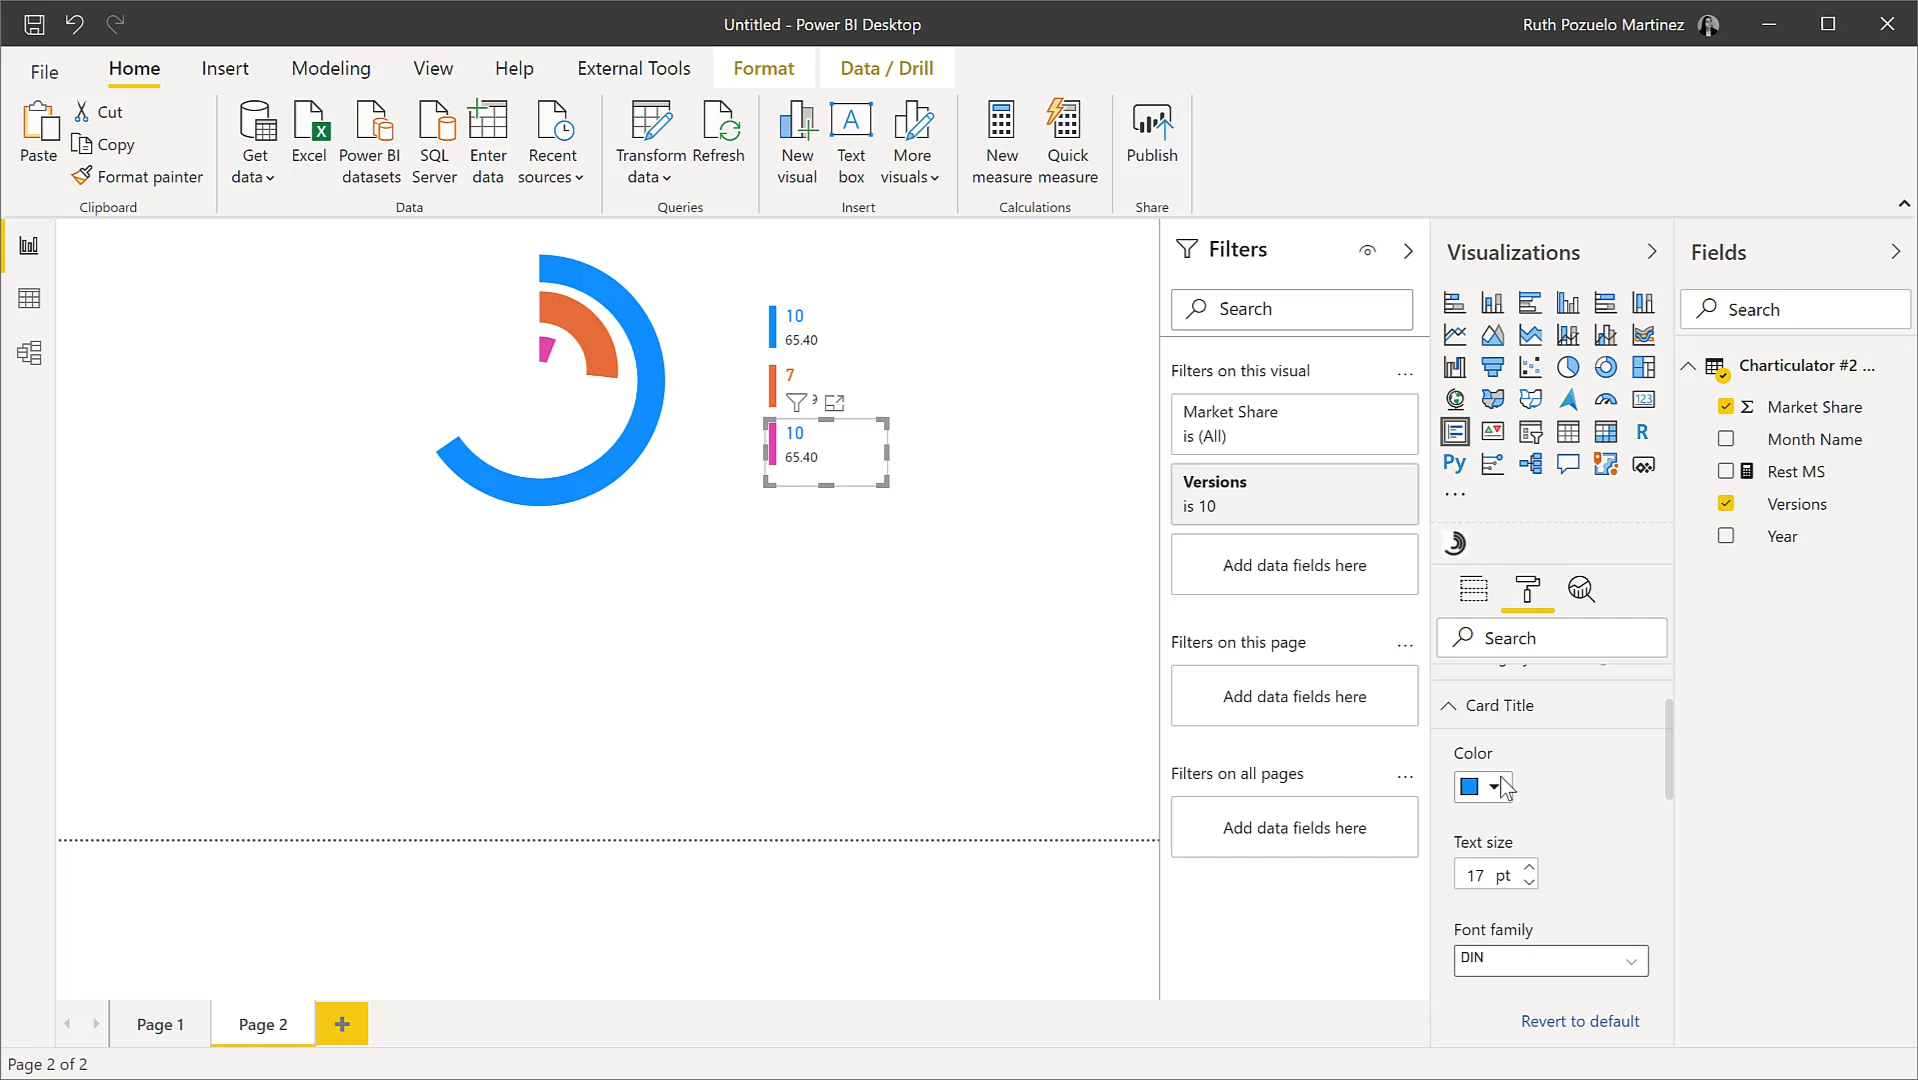 Untitled - Power BI Desktop
Ruth Pozuelo Martinez
File
Home
Insert
Modeling
View
Help
External Tools
Format
Data / Drill
Paste
Cut
Copy
Format painter
Clipboard
Get data
Excel
Power BI datasets
SQL Server
Enter data
Recent sources
Data
Transform data
Refresh
Queries
New visual
A
Text box
More visuals
Insert
New measure
Quick measure
Calculations
Publish
Share
10
65.40
7
9
10
65.40
Filters
Search
Filters on this visual
...
Market Share
is (All)
Versions
is 10
Add data fields here
Filters on this page
...
Add data fields here
Filters on all pages
...
Add data fields here
Visualizations
123
R
Py
...
Search
Card Title
Color
Text size
17 pt
Font family
DIN
Revert to default
Fields
Search
Charticulator #2 ...
Σ Market Share
Month Name
Rest MS
Versions
Year
Page 1
Page 2
+
Page 2 of 2